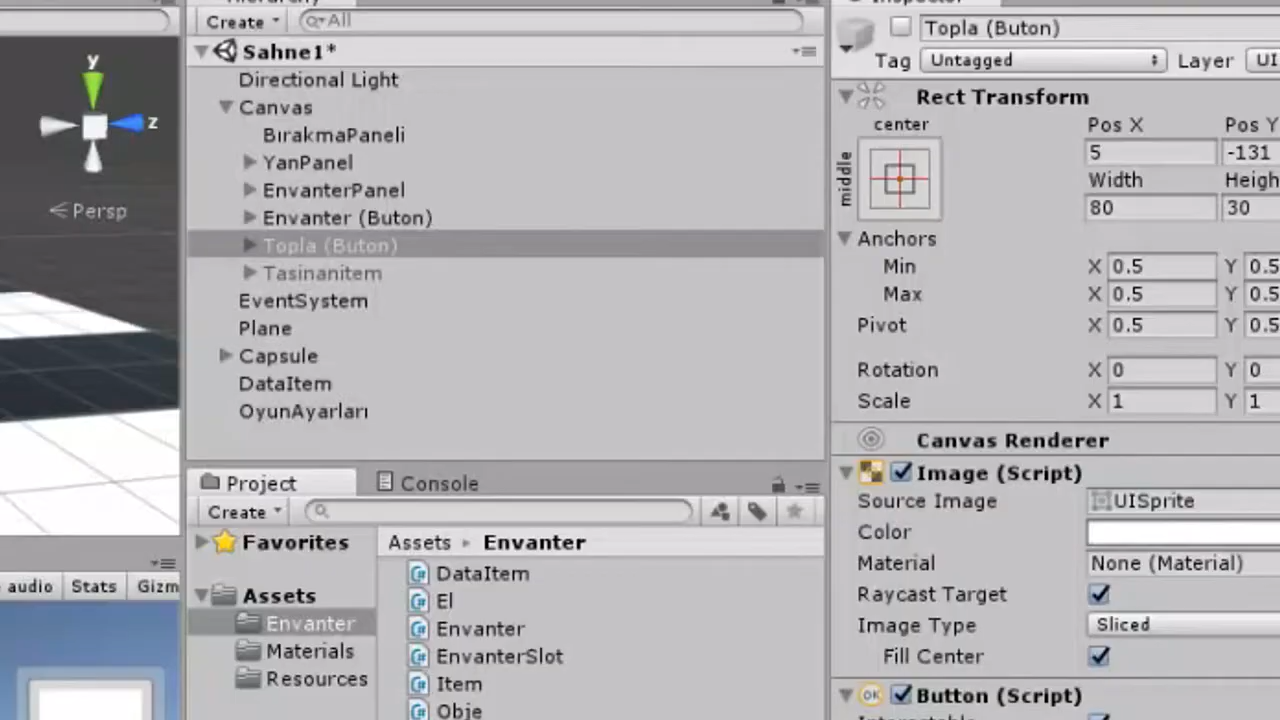 y
z
Persp
audio Stats Gizm
Hierarchy
Create All
Sahne1*
Directional Light
Canvas
BırakmaPaneli
YanPanel
EnvanterPanel
Envanter (Buton)
Topla (Buton)
Tasinanitem
EventSystem
Plane
Capsule
DataItem
OyunAyarları
Project Console
Create
Favorites
Assets
Envanter
Materials
Resources
Assets Envanter
DataItem
El
Envanter
EnvanterSlot
Item
Obje
Inspector
Topla (Buton)
Tag Untagged Layer UI
Rect Transform
center
middle
Pos X Pos Y
5 -131
Width Heigh
80 30
Anchors
Min X 0.5 Y 0.5
Max X 0.5 Y 0.5
Pivot X 0.5 Y 0.5
Rotation X 0 Y 0
Scale X 1 Y 1
Canvas Renderer
Image (Script)
Source Image UISprite
Color
Material None (Material)
Raycast Target
Image Type Sliced
Fill Center
OK Button (Script)